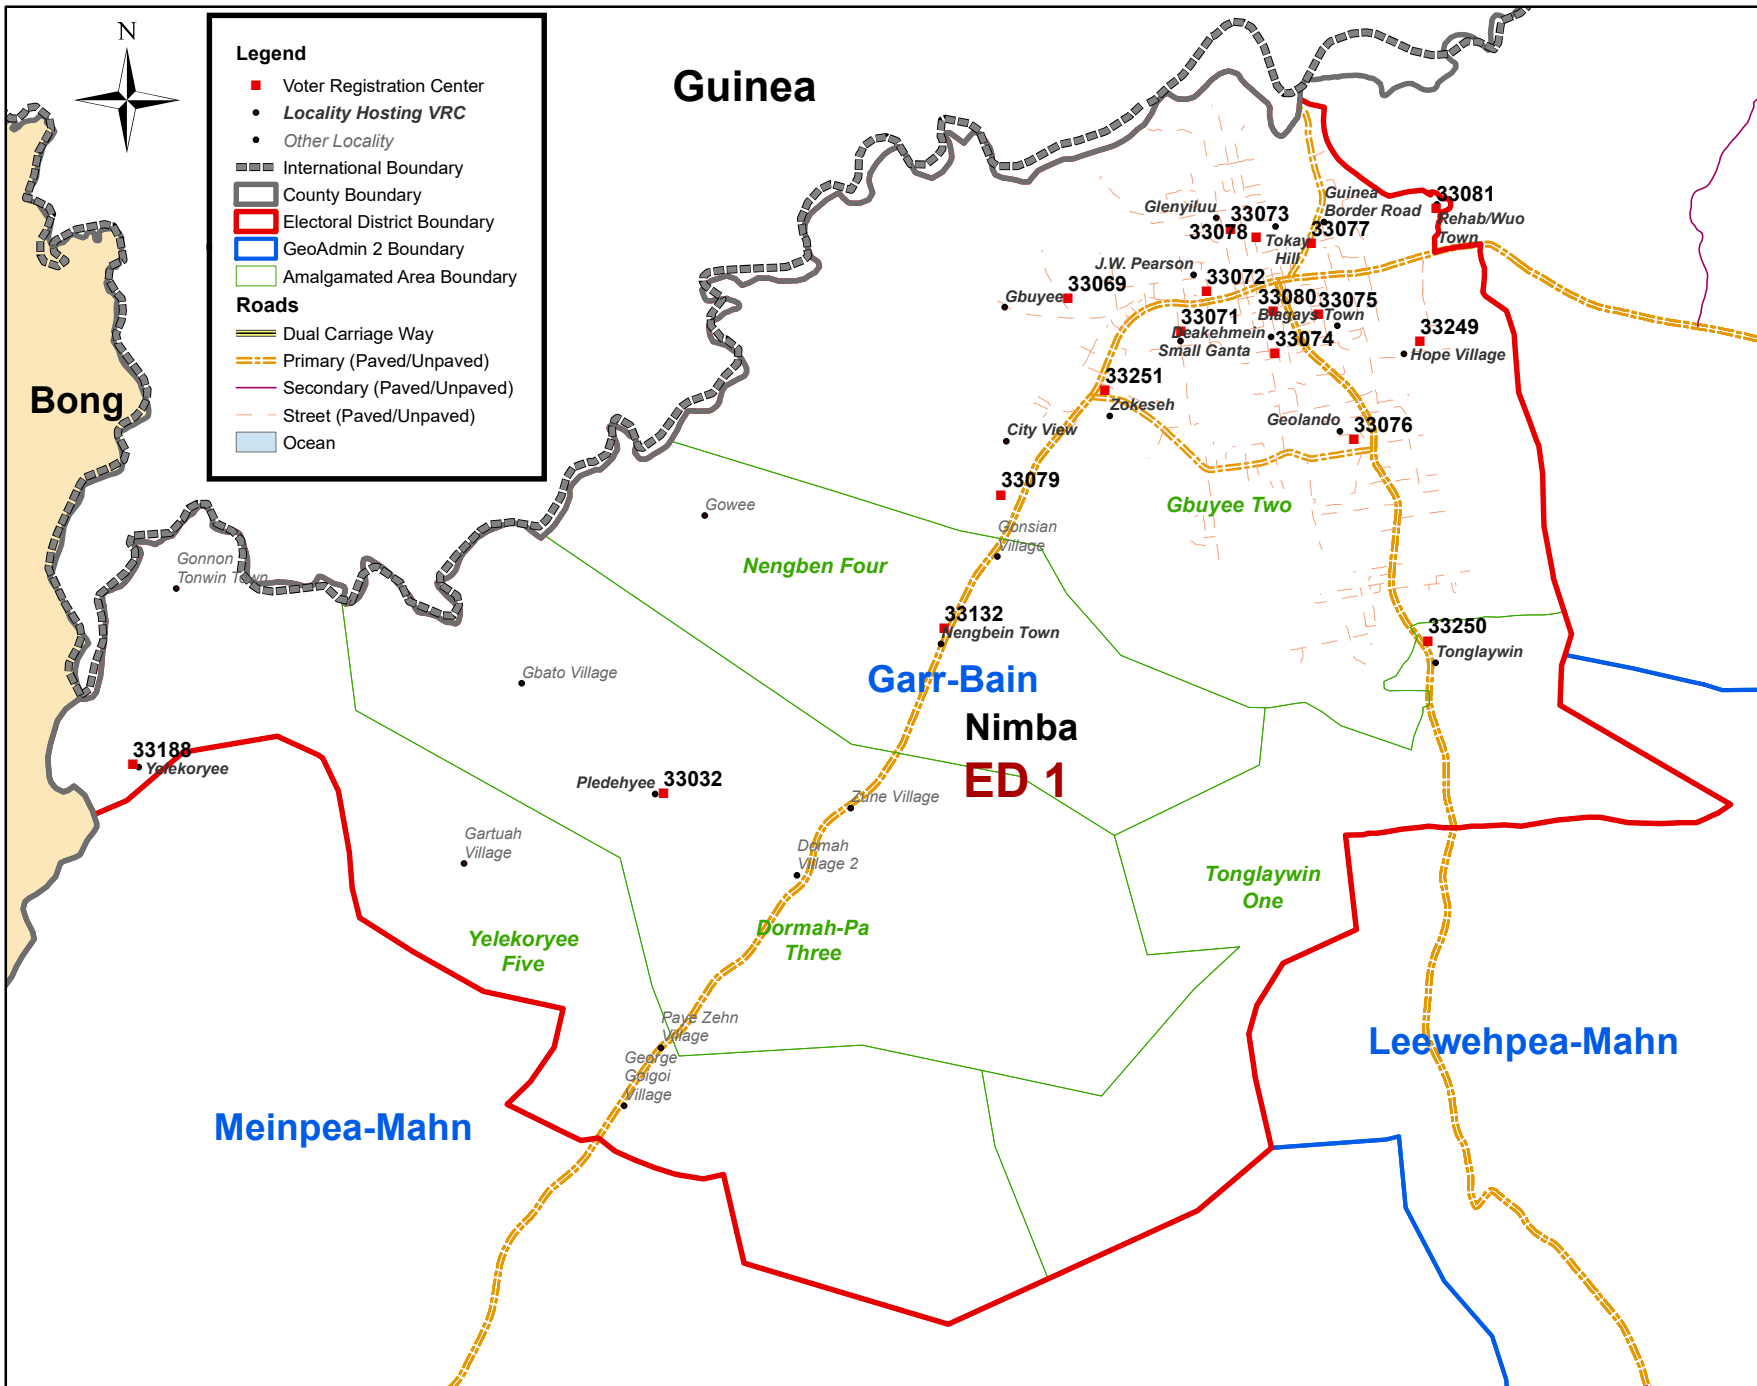 N
Legend
Voter Registration Center
Locality Hosting VRC
Other Locality
International Boundary
County Boundary
Electoral District Boundary
GeoAdmin 2 Boundary
Amalgamated Area Boundary
Roads
Dual Carriage Way
Primary (Paved/Unpaved)
Secondary (Paved/Unpaved)
Street (Paved/Unpaved)
Ocean
Guinea
Bong
Glenyiluu
33073
33078
Tokay
Hill
Guinea
Border Road
33077
33081
Rehab/Wuo
Town
J.W. Pearson
33072
Gbuyee
33069
33080
33075
Blagays Town
33071
Deakehmein
Small Ganta
33074
33249
Hope Village
33251
Zokeseh
City View
Geolando
33076
33079
Gbuyee Two
Gowee
Gonsian
Village
Gonnon
Tonwin Town
Nengben Four
33132
Nengbein Town
33250
Tonglaywin
Gbato Village
Garr-Bain
Nimba
ED 1
33188
Yelekoryee
Pledehyee
33032
Zune Village
Gartuah
Village
Domah
Village 2
Tonglaywin
One
Yelekoryee
Five
Dormah-Pa
Three
Paye Zehn
Village
George
Goigoi
Village
Leewehpea-Mahn
Meinpea-Mahn